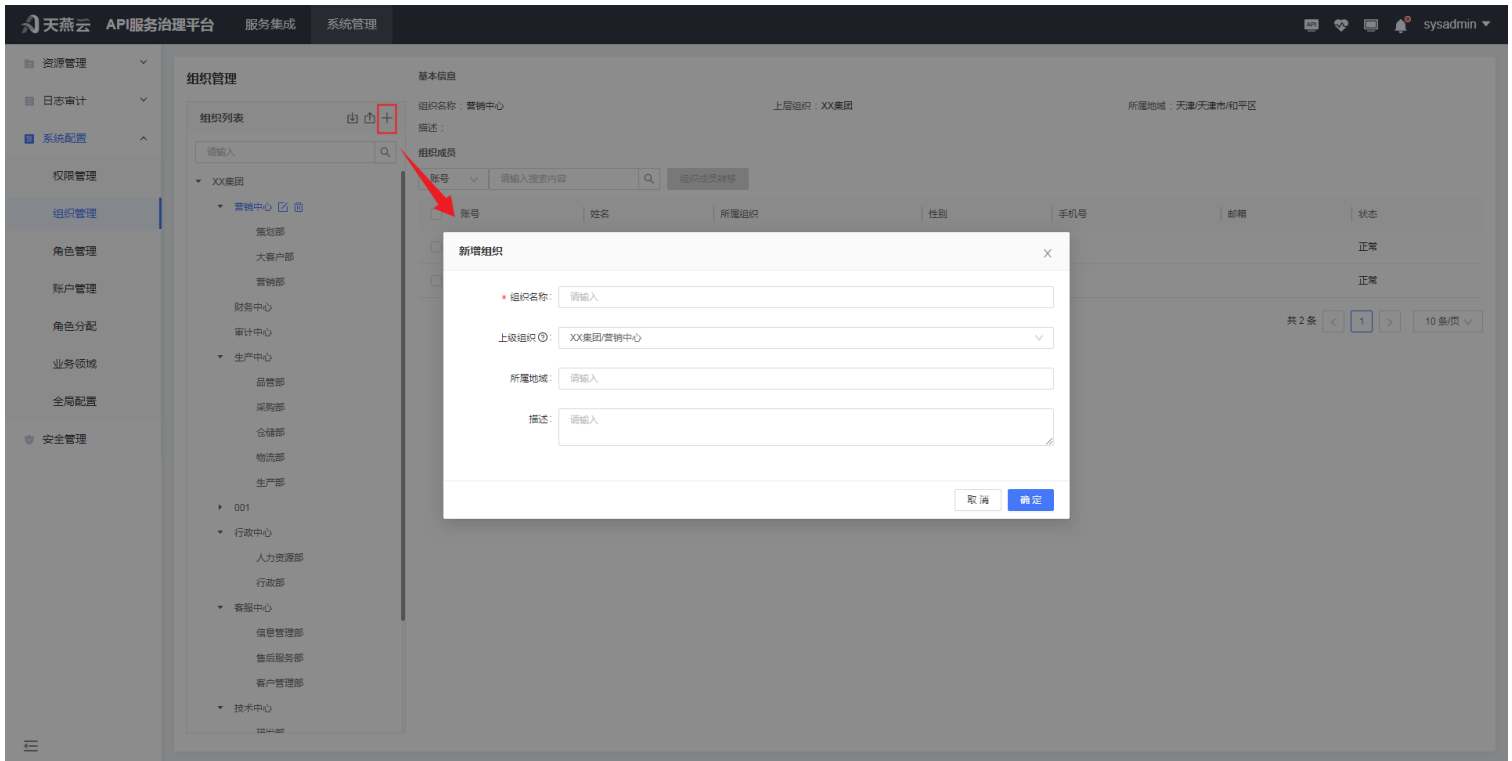 天燕云 API服务治理平台 服务集成 系统管理 API sysadmin
资源管理
日志审计
系统配置
权限管理
组织管理
角色管理
账户管理
角色分配
业务领域
全局配置
安全管理
组织管理
组织列表
请输入
XX集团
营销中心
策划部
大客户部
营销部
财务中心
审计中心
生产中心
品管部
采购部
仓储部
物流部
生产部
001
行政中心
人力资源部
行政部
客服中心
信息管理部
售后服务部
客户管理部
技术中心
研发部
基本信息
组织名称：营销中心 上层组织：XX集团 所属地域：天津/天津市/和平区
描述：
组织成员
账号 请输入搜索内容 组织成员转移
账号 姓名 所属组织 性别 手机号 邮箱 状态
正常
正常
共 2 条 < 1 > 10 条/页
新增组织 X
* 组织名称: 请输入
上级组织 ?: XX集团/营销中心
所属地域: 请输入
描述: 请输入
取 消 确 定